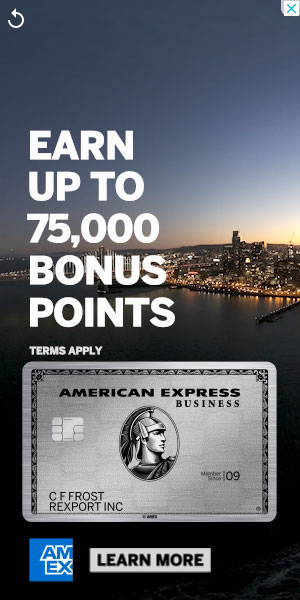 EARN
UP TO
75,000
BONUS
POINTS
TERMS APPLY
AMERICAN EXPRESS
BUSINESS
Member Since 09
C F FROST
REXPORT INC
© AMEX
AM
EX
LEARN MORE